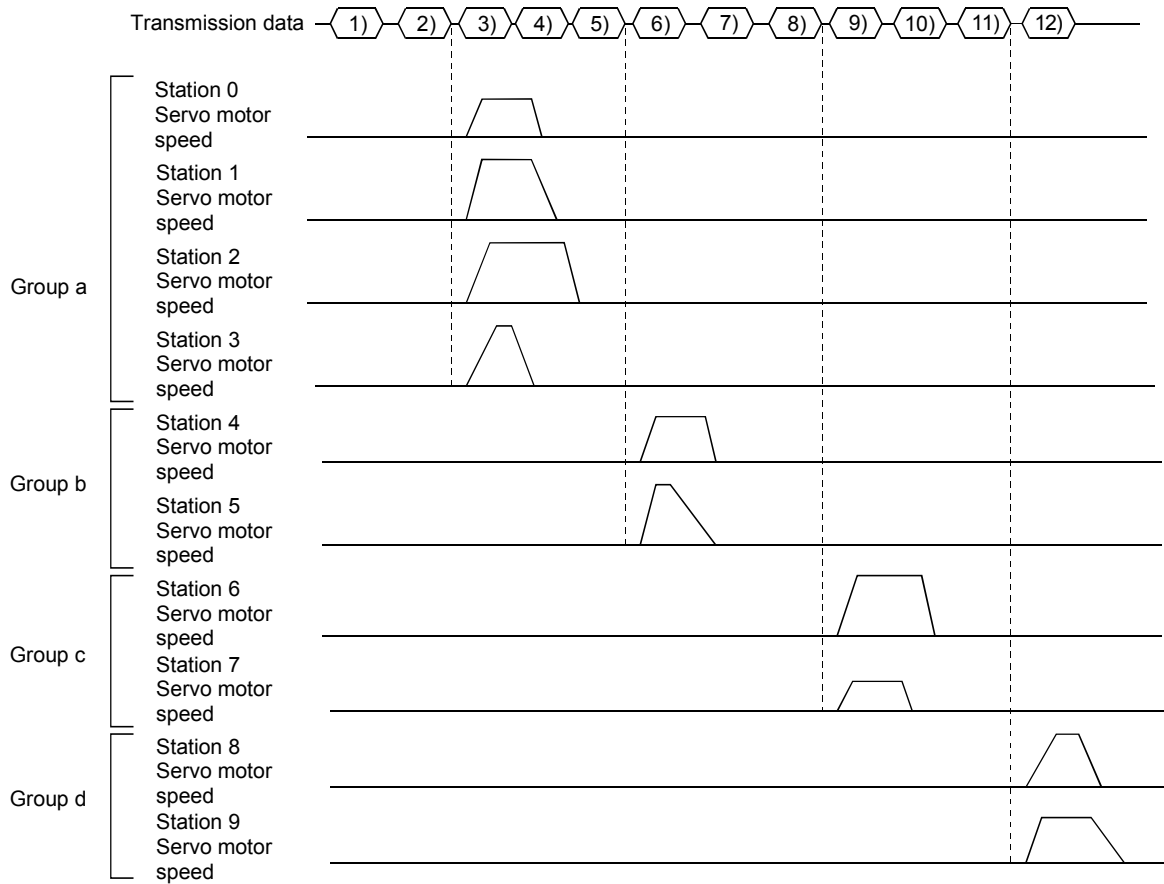 Transmission data 1) 2) 3) 4) 5) 6) 7) 8) 9) 10) 11) 12)
Group a
Station 0
Servo motor
speed
Station 1
Servo motor
speed
Station 2
Servo motor
speed
Station 3
Servo motor
speed
Group b
Station 4
Servo motor
speed
Station 5
Servo motor
speed
Group c
Station 6
Servo motor
speed
Station 7
Servo motor
speed
Group d
Station 8
Servo motor
speed
Station 9
Servo motor
speed